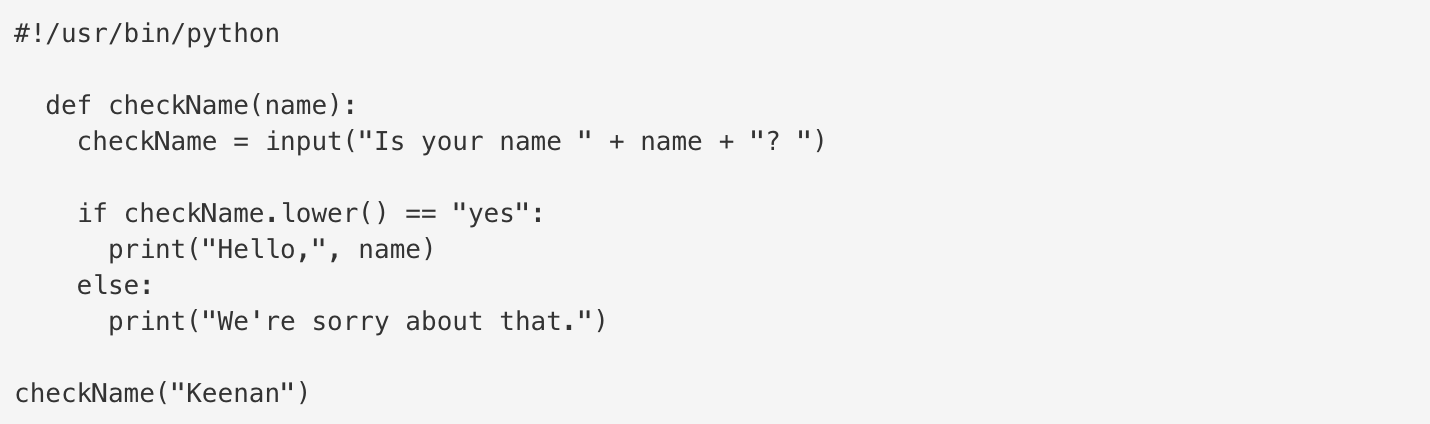 #!/usr/bin/python
  def checkName(name):
    checkName = input("Is your name " + name + "? ")
    if checkName.lower() == "yes":
      print("Hello,", name)
    else:
      print("We're sorry about that.")
checkName("Keenan")